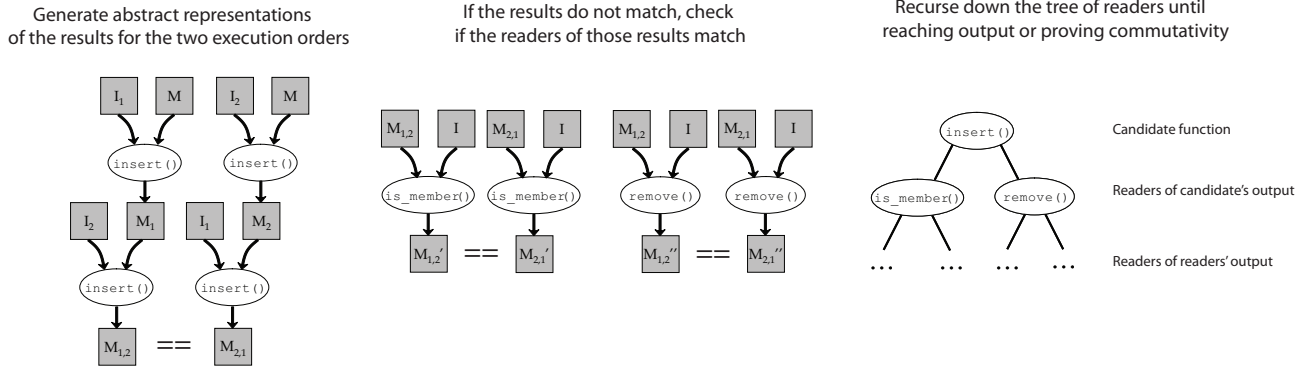 Generate abstract representations
of the results for the two execution orders
I1 M I2 M
insert() insert()
I2 M1 I1 M2
insert() insert()
M1,2 == M2,1
If the results do not match, check
if the readers of those results match
M1,2 I M2,1 I M1,2 I M2,1 I
is_member() is_member() remove() remove()
M1,2' == M2,1' M1,2'' == M2,1''
Recurse down the tree of readers until
reaching output or proving commutativity
insert() Candidate function
is_member() remove() Readers of candidate's output
... ... ... ... Readers of readers' output